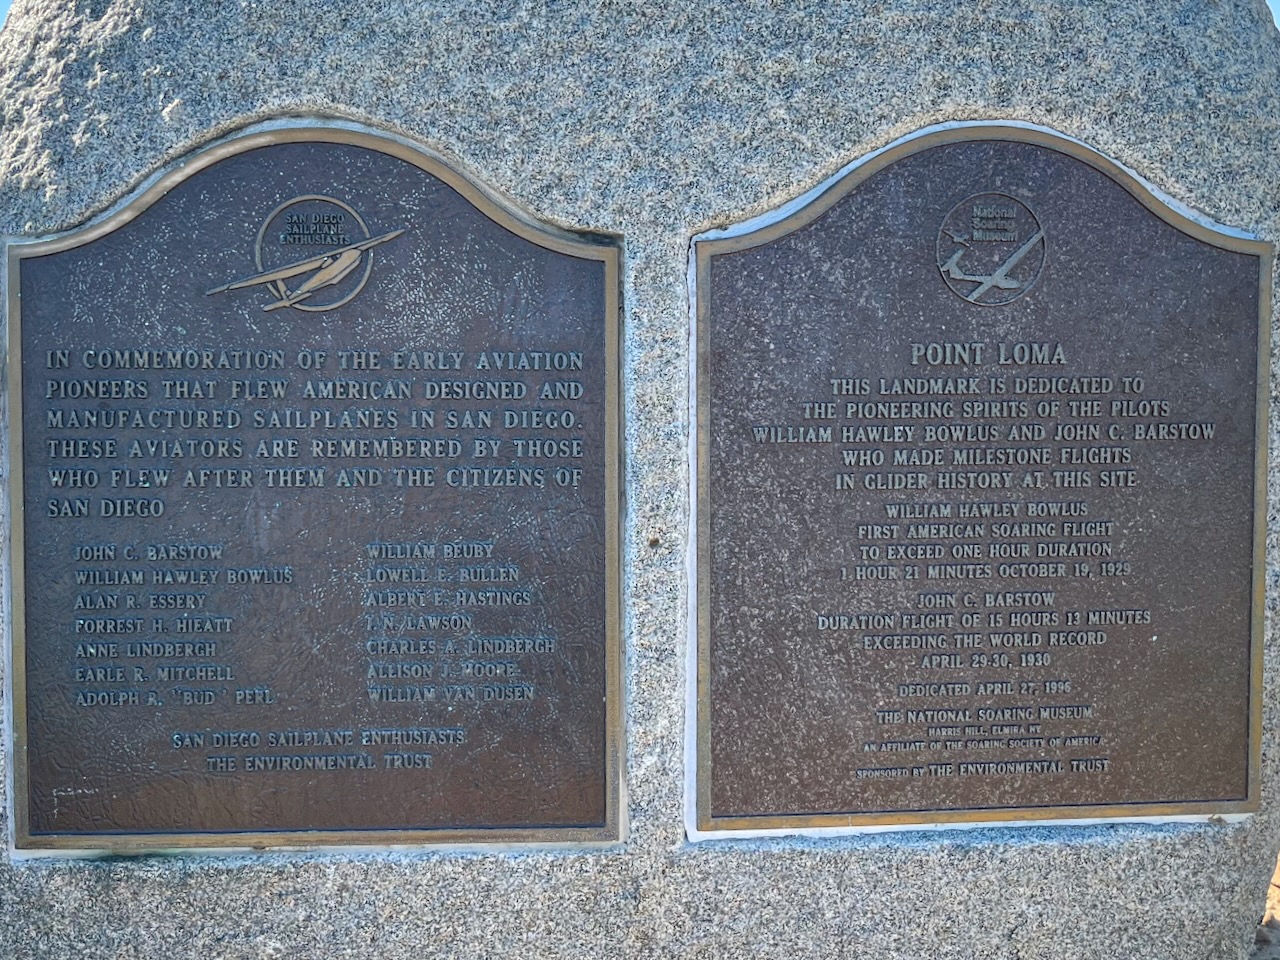 SAN DIEGO
SAILPLANE
ENTHUSIASTS
IN COMMEMORATION OF THE EARLY AVIATION
PIONEERS THAT FLEW AMERICAN DESIGNED AND
MANUFACTURED SAILPLANES IN SAN DIEGO.
THESE AVIATORS ARE REMEMBERED BY THOSE
WHO FLEW AFTER THEM AND THE CITIZENS OF
SAN DIEGO
JOHN C. BARSTOW
WILLIAM HAWLEY BOWLUS
ALAN R. ESSERY
FORREST H. HIEATT
ANNE LINDBERGH
EARLE R. MITCHELL
ADOLPH R. "BUD" PERL
WILLIAM BEUBY
LOWELL E. BULLEN
ALBERT E. HASTINGS
I. N. LAWSON
CHARLES A. LINDBERGH
ALLISON J. MOORE
WILLIAM VAN DUSEN
SAN DIEGO SAILPLANE ENTHUSIASTS
THE ENVIRONMENTAL TRUST
National
Soaring
Museum
POINT LOMA
THIS LANDMARK IS DEDICATED TO
THE PIONEERING SPIRITS OF THE PILOTS
WILLIAM HAWLEY BOWLUS AND JOHN C. BARSTOW
WHO MADE MILESTONE FLIGHTS
IN GLIDER HISTORY AT THIS SITE
WILLIAM HAWLEY BOWLUS
FIRST AMERICAN SOARING FLIGHT
TO EXCEED ONE HOUR DURATION
1 HOUR 21 MINUTES OCTOBER 19, 1929
JOHN C. BARSTOW
DURATION FLIGHT OF 15 HOURS 13 MINUTES
EXCEEDING THE WORLD RECORD
APRIL 29-30, 1930
DEDICATED APRIL 27, 1996
THE NATIONAL SOARING MUSEUM
HARRIS HILL, ELMIRA NY
AN AFFILIATE OF THE SOARING SOCIETY OF AMERICA
SPONSORED BY THE ENVIRONMENTAL TRUST